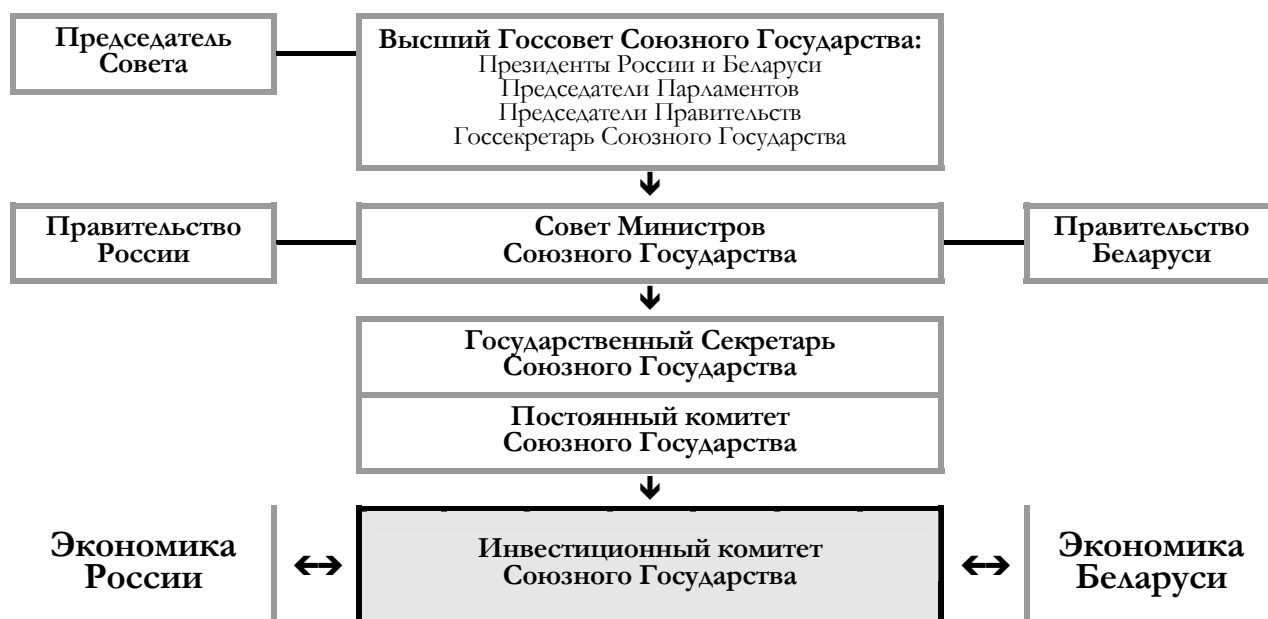 Председатель
Совета
Высший Госсовет Союзного Государства:
Президенты России и Беларуси
Председатели Парламентов
Председатели Правительств
Госсекретарь Союзного Государства
Правительство
России
Совет Министров
Союзного Государства
Правительство
Беларуси
Государственный Секретарь
Союзного Государства
Постоянный комитет
Союзного Государства
Экономика
России
Инвестиционный комитет
Союзного Государства
Экономика
Беларуси